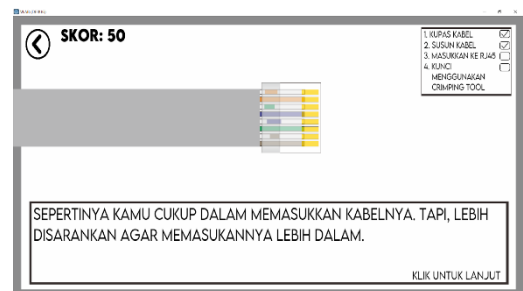 SKOR: 50
1. KUPAS KABEL
2. SUSUN KABEL
3. MASUKKAN KE RJ45
4. KUNCI
MENGGUNAKAN
CRIMPING TOOL
SEPERTINYA KAMU CUKUP DALAM MEMASUKKAN KABELNYA. TAPI, LEBIH
DISARANKAN AGAR MEMASUKANNYA LEBIH DALAM.
KLIK UNTUK LANJUT